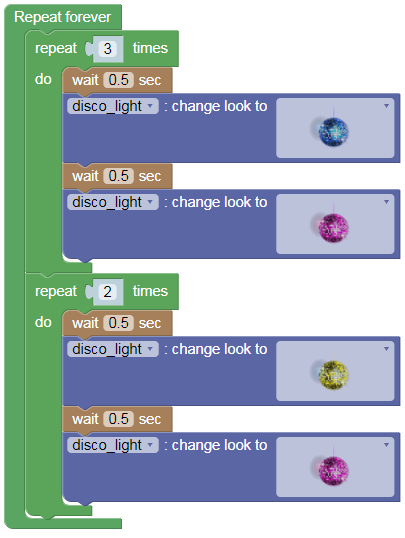 Repeat forever
repeat 3 times
do wait 0.5 sec
disco_light : change look to
wait 0.5 sec
disco_light : change look to
repeat 2 times
do wait 0.5 sec
disco_light : change look to
wait 0.5 sec
disco_light : change look to